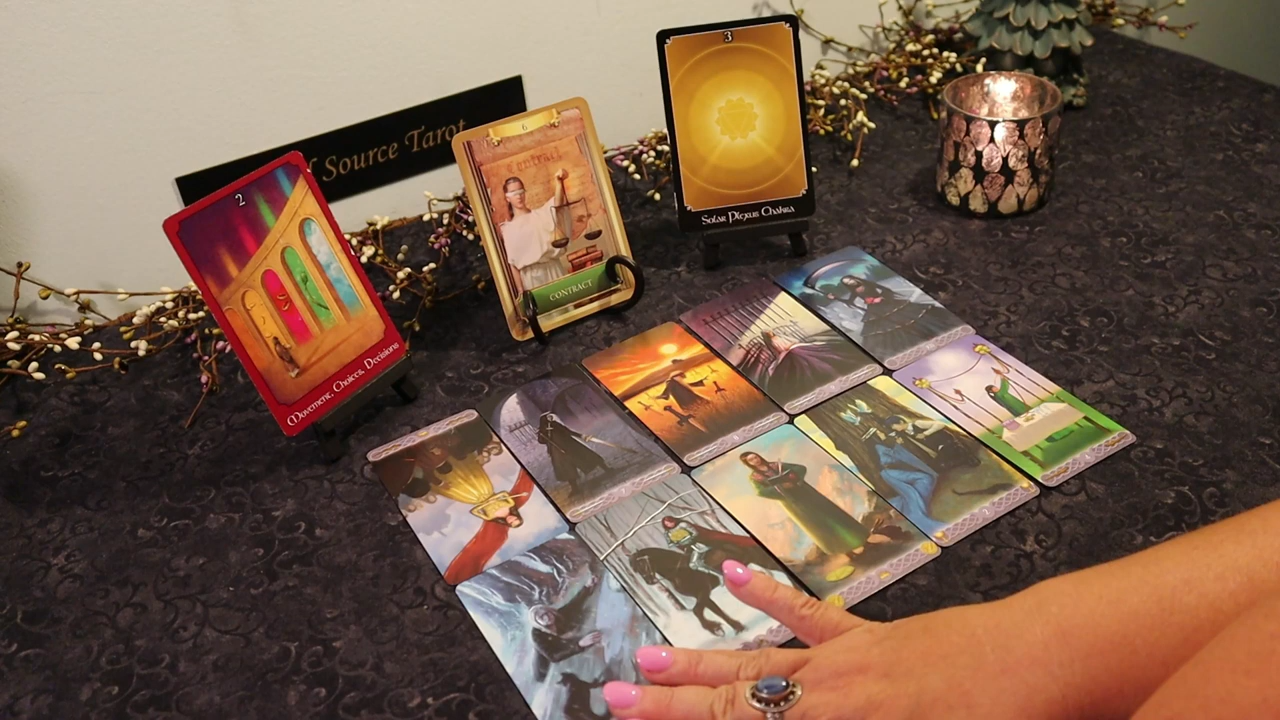 Source Tarot
2
Movement, Choices, Decisions
6
Contract
CONTRACT
3
Solar Plexus Chakra